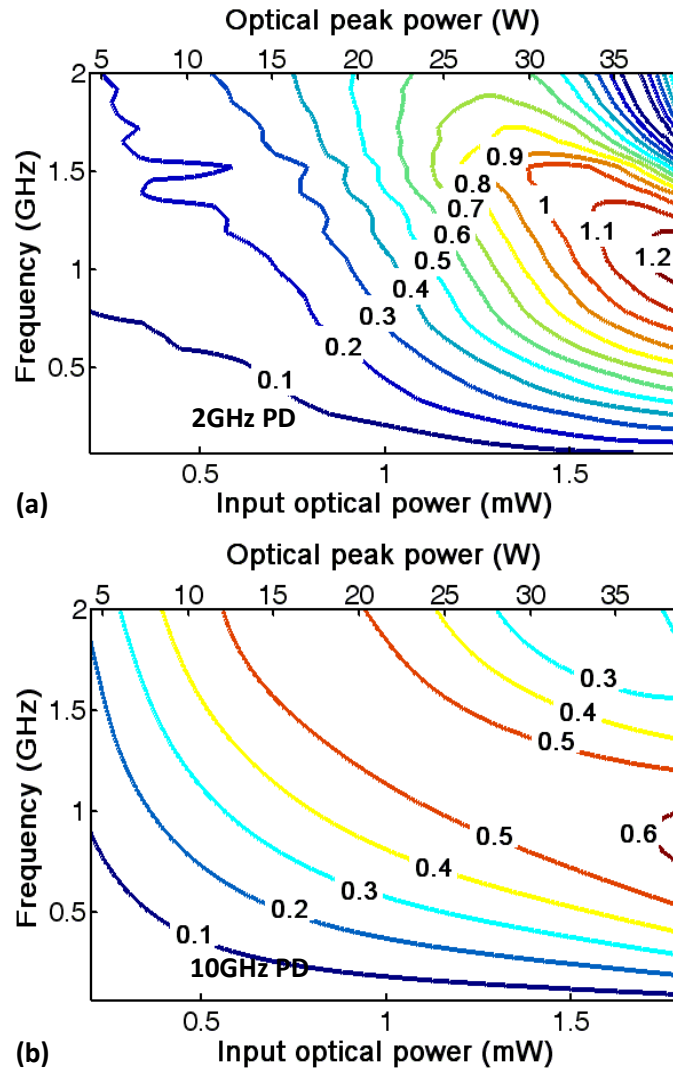 Optical peak power (W)
5 10 15 20 25 30 35
2
1.5
1
0.5
Frequency (GHz)
0.9
0.8
1
0.7
1.1
0.6
1.2
0.5
0.4
0.3
0.2
0.1
2GHz PD
0.5 1 1.5
(a) Input optical power (mW)
Optical peak power (W)
5 10 15 20 25 30 35
2
1.5
1
0.5
Frequency (GHz)
0.3
0.4
0.5
0.6
0.5
0.4
0.3
0.2
0.1
10GHz PD
0.5 1 1.5
(b) Input optical power (mW)